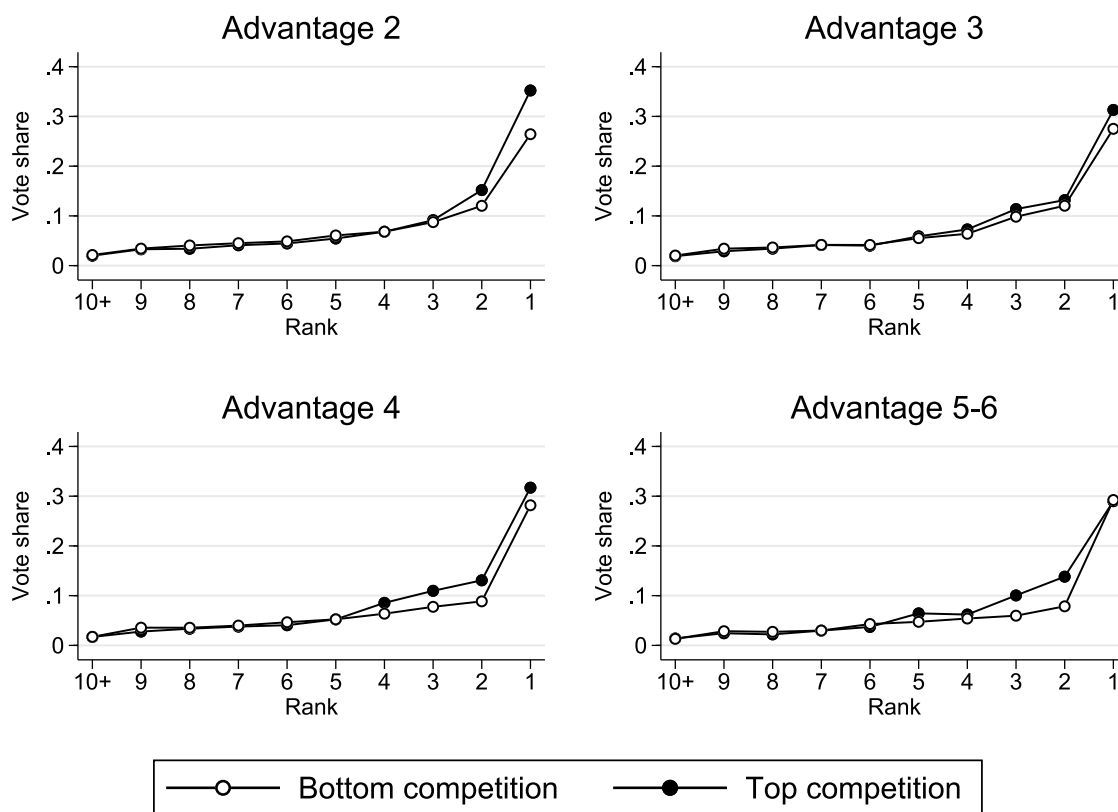 Advantage 2
Advantage 3
Vote share
.4
.3
.2
.1
0
10+ 9 8 7 6 5 4 3 2 1
Rank
Vote share
.4
.3
.2
.1
0
10+ 9 8 7 6 5 4 3 2 1
Rank
Advantage 4
Advantage 5-6
Vote share
.4
.3
.2
.1
0
10+ 9 8 7 6 5 4 3 2 1
Rank
Vote share
.4
.3
.2
.1
0
10+ 9 8 7 6 5 4 3 2 1
Rank
Bottom competition
Top competition